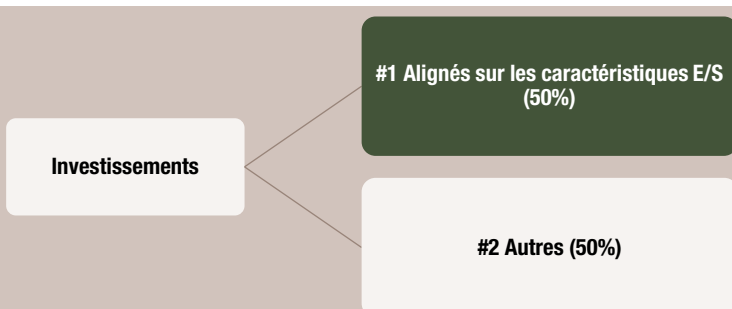 #1 Alignés sur les caractéristiques E/S
(50%)
Investissements
#2 Autres (50%)